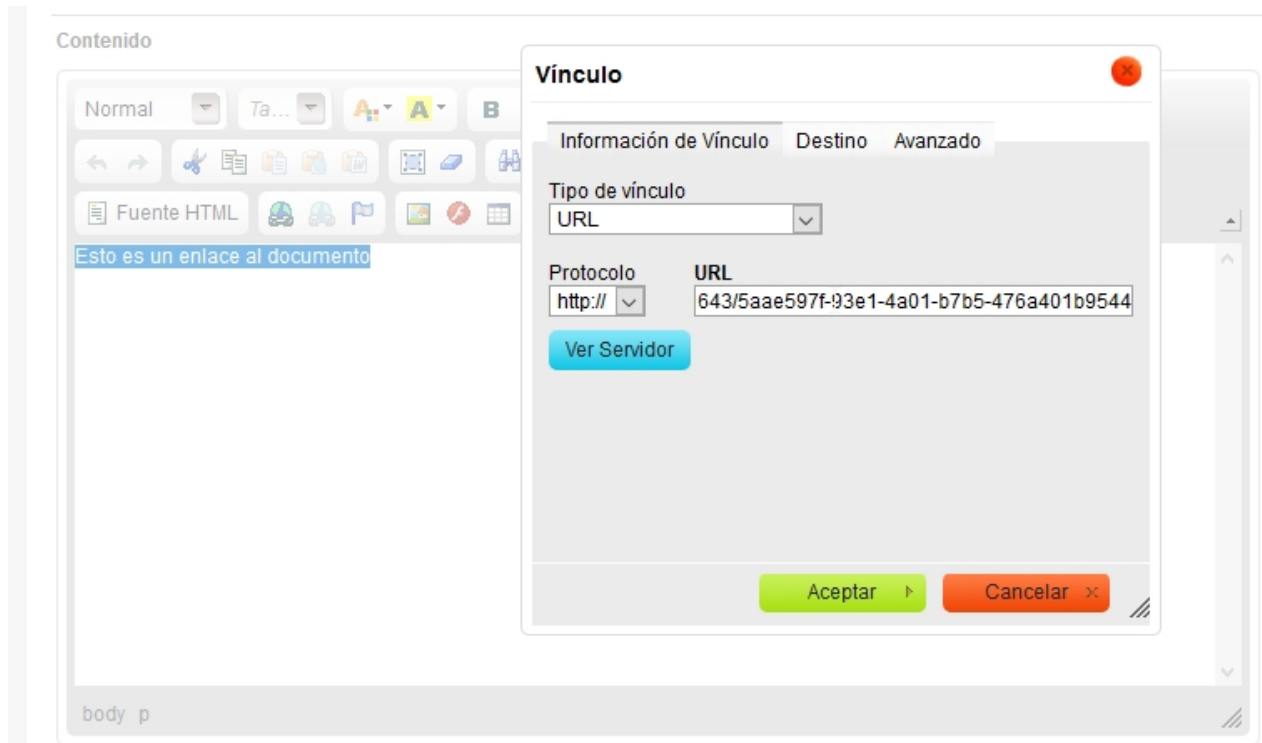 Contenido
Vínculo
Normal
Ta...
A
A
B
Información de Vínculo
Destino
Avanzado
Tipo de vínculo
URL
Fuente HTML
Esto es un enlace al documento
Protocolo
URL
http://
643/5aae597f-93e1-4a01-b7b5-476a401b9544
Ver Servidor
Aceptar
Cancelar
body p